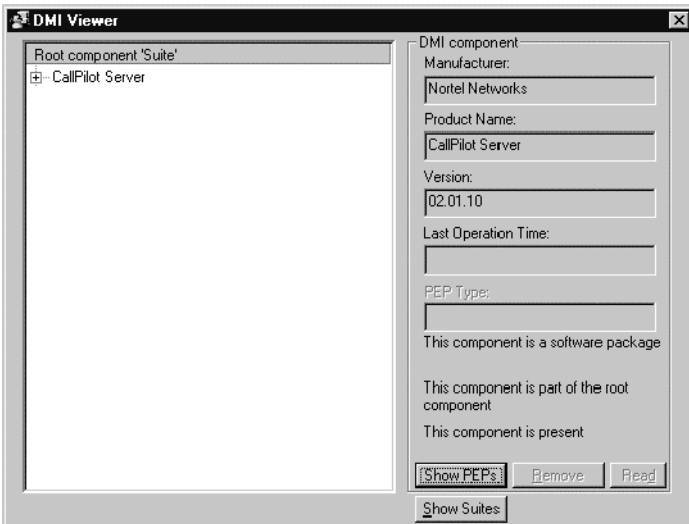 DMI Viewer
Root component 'Suite'
CallPilot Server
DMI component
Manufacturer:
Nortel Networks
Product Name:
CallPilot Server
Version:
02.01.10
Last Operation Time:
PEP Type:
This component is a software package
This component is part of the root
component
This component is present
Show PEPs Remove Read
Show Suites